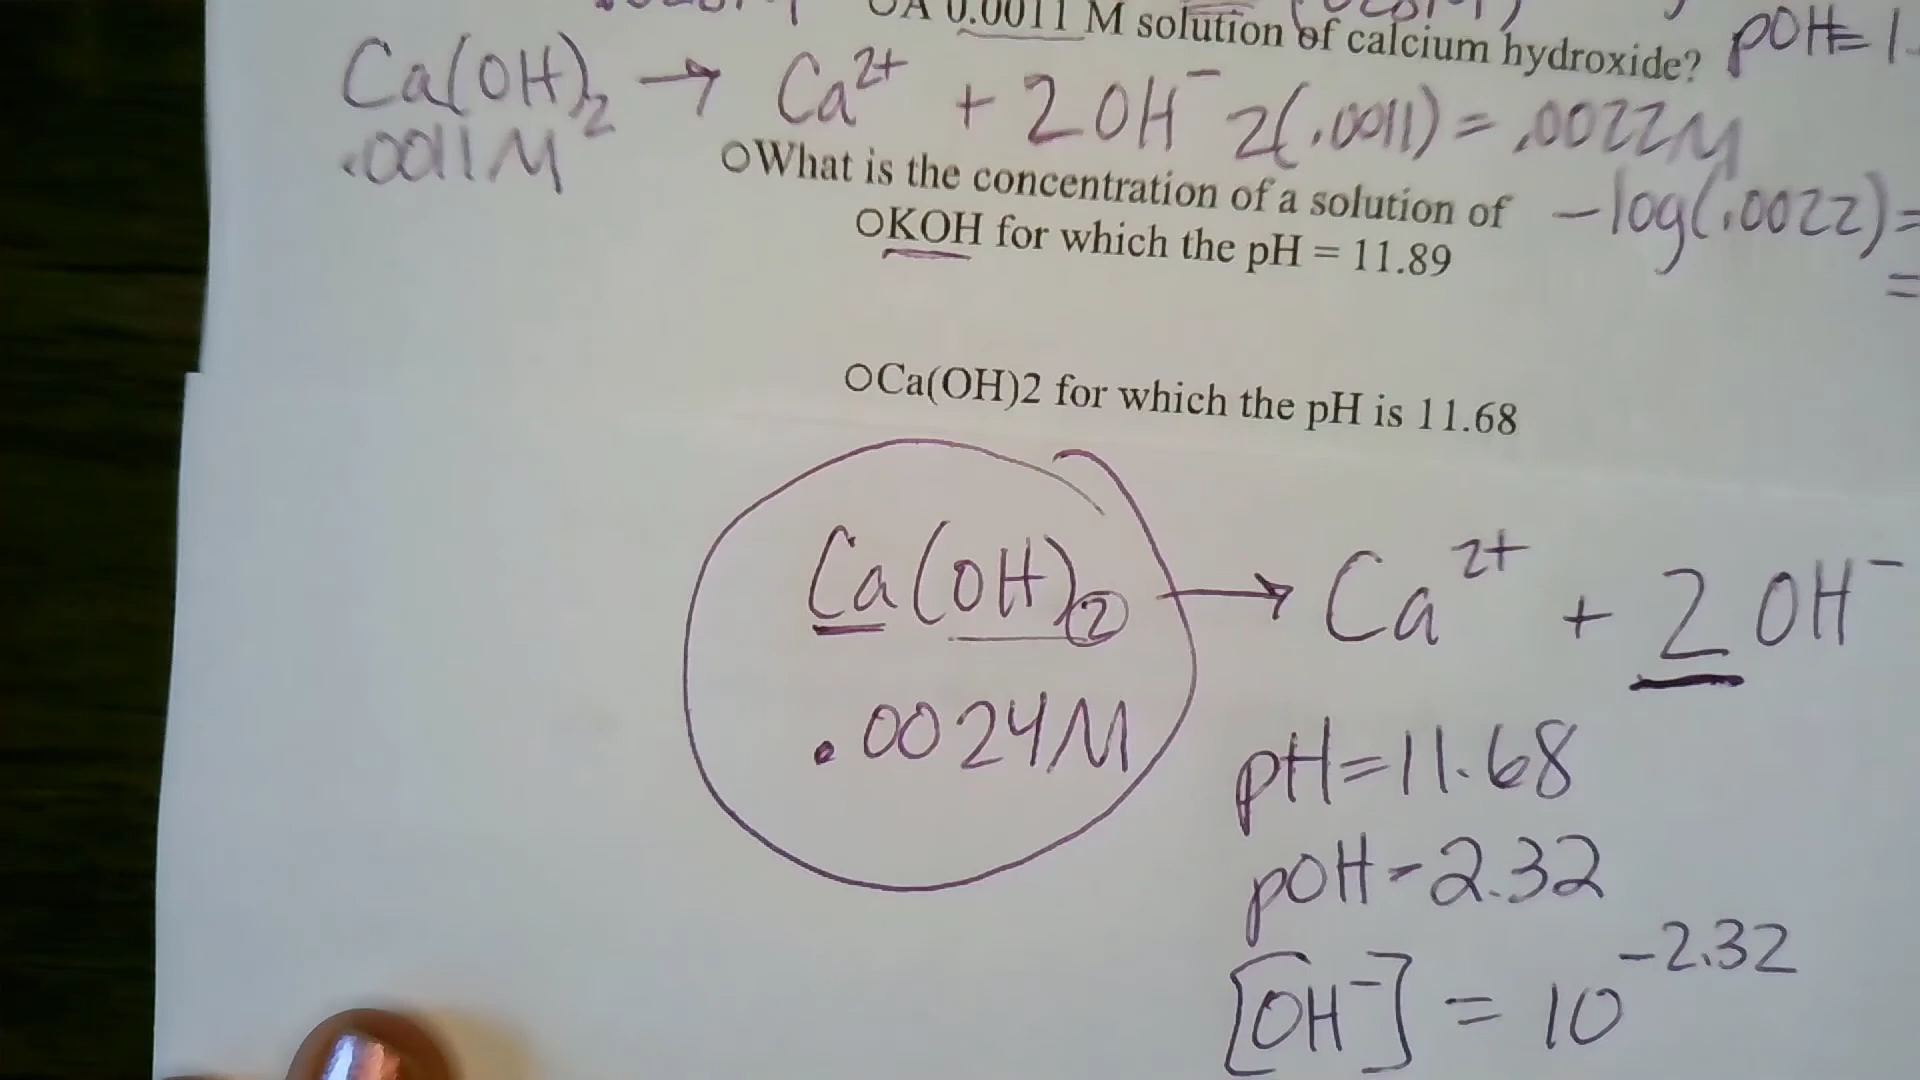 A 0.0011 M solution of calcium hydroxide?
pOH=1.
Ca(OH)₂ → Ca²⁺ + 2OH⁻ 2(.0011) = .0022M
.0011M
○What is the concentration of a solution of
-log(.0022)=
=
○KOH for which the pH = 11.89
○Ca(OH)2 for which the pH is 11.68
Ca(OH)₂ → Ca²⁺ + 2OH⁻
.0024M
pH=11.68
pOH-2.32
[OH⁻] = 10⁻²·³²